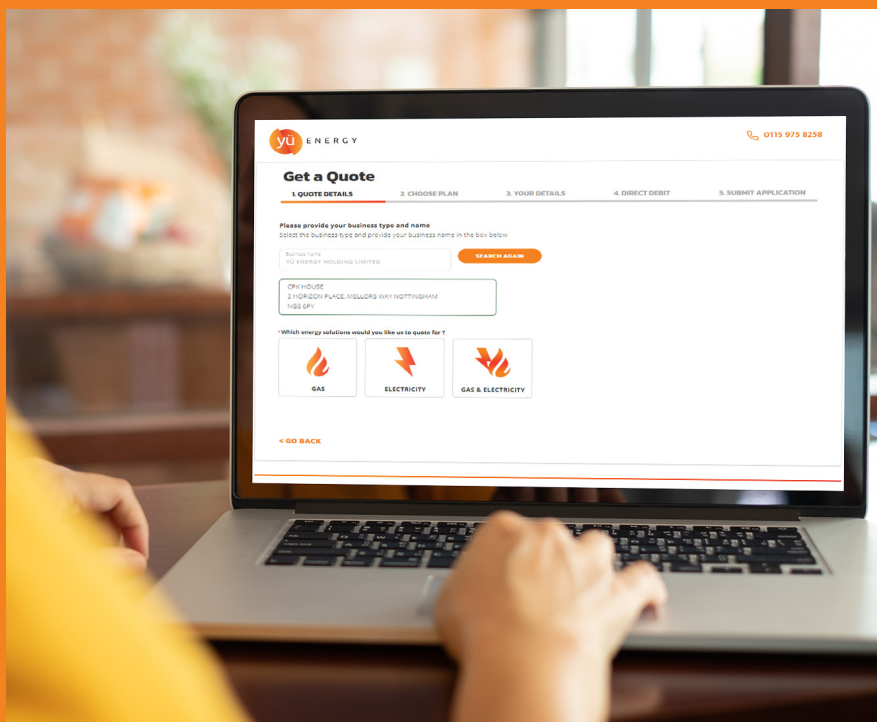 yü ENERGY
0115 975 8258
Get a Quote
1. QUOTE DETAILS 2. CHOOSE PLAN 3. YOUR DETAILS 4. DIRECT DEBIT 5. SUBMIT APPLICATION
Please provide your business type and name
Select the business type and provide your business name in the box below
Business name
YÜ ENERGY HOLDING LIMITED
SEARCH AGAIN
CPK HOUSE
2 HORIZON PLACE, MELLORS WAY NOTTINGHAM
NG8 6PY
*Which energy solutions would you like us to quote for ?
GAS ELECTRICITY GAS & ELECTRICITY
< GO BACK